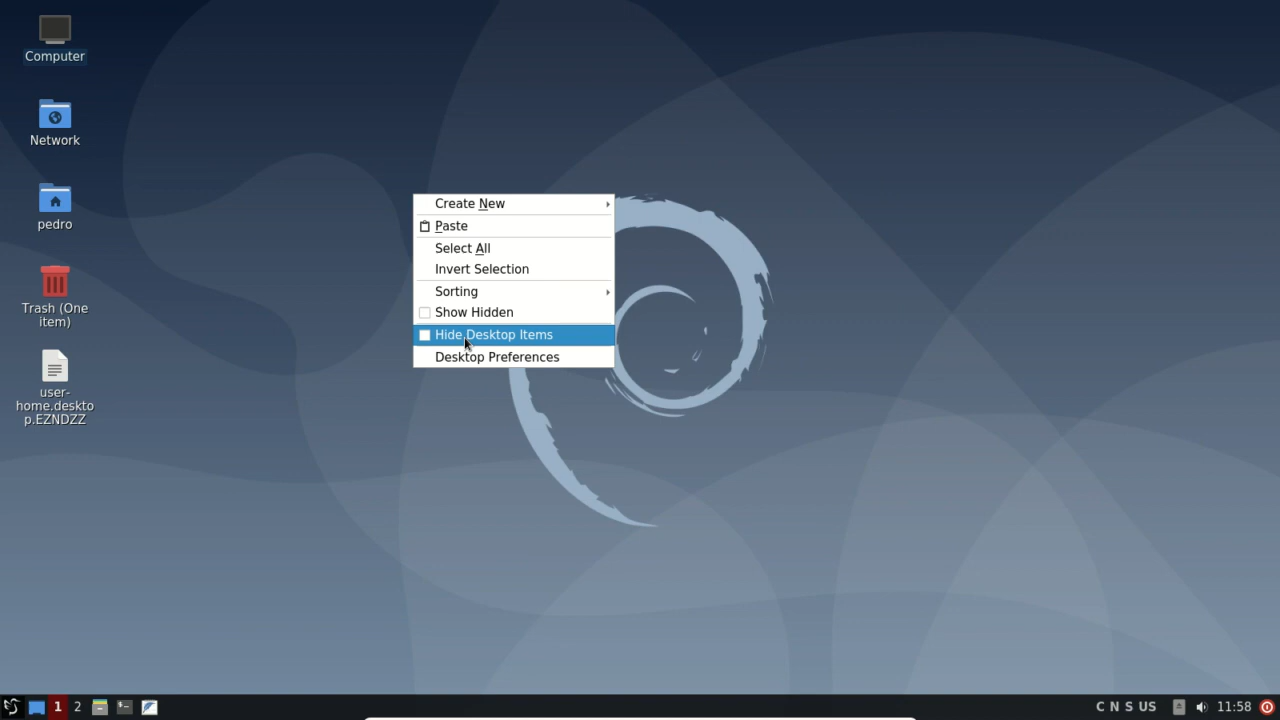 Computer
Network
pedro
Trash (One
item)
user-
home.deskto
p.EZNDZZ
Create New
Paste
Select All
Invert Selection
Sorting
Show Hidden
Hide Desktop Items
Desktop Preferences
1 2
C N S US 11:58